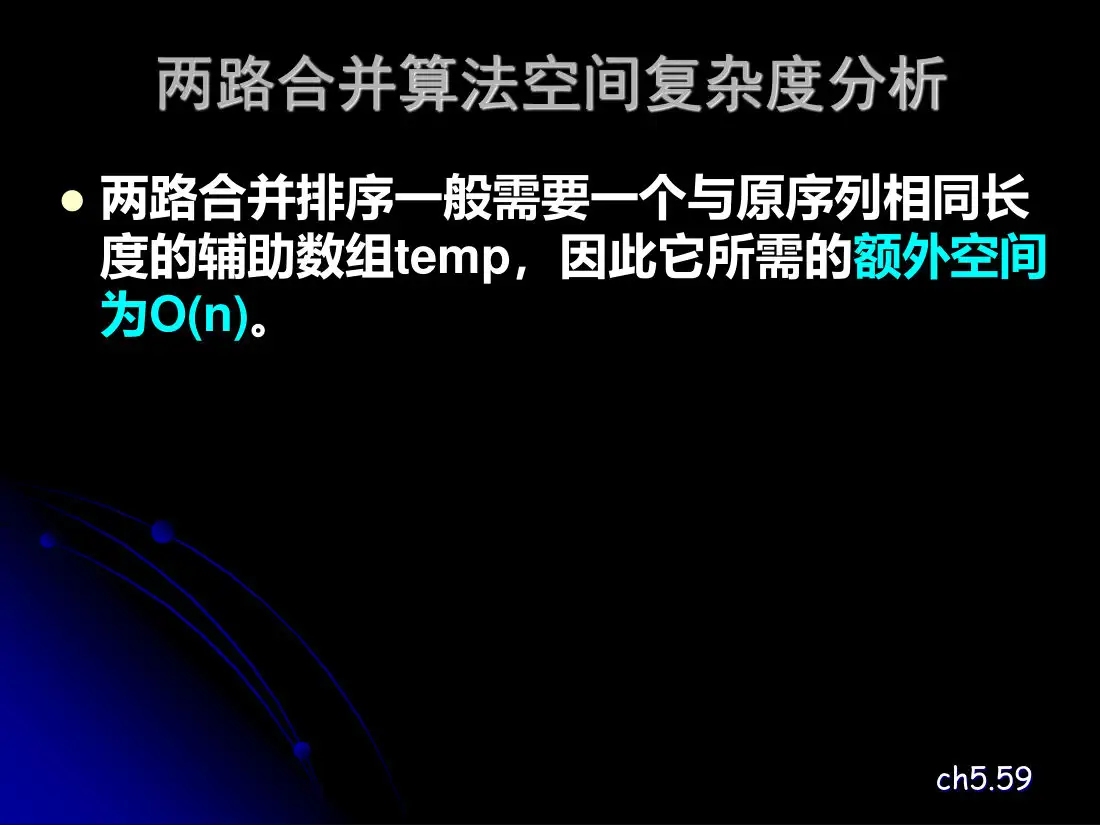 两路合并算法空间复杂度分析
两路合并排序一般需要一个与原序列相同长
度的辅助数组temp，因此它所需的额外空间
为O(n)。
ch5.59